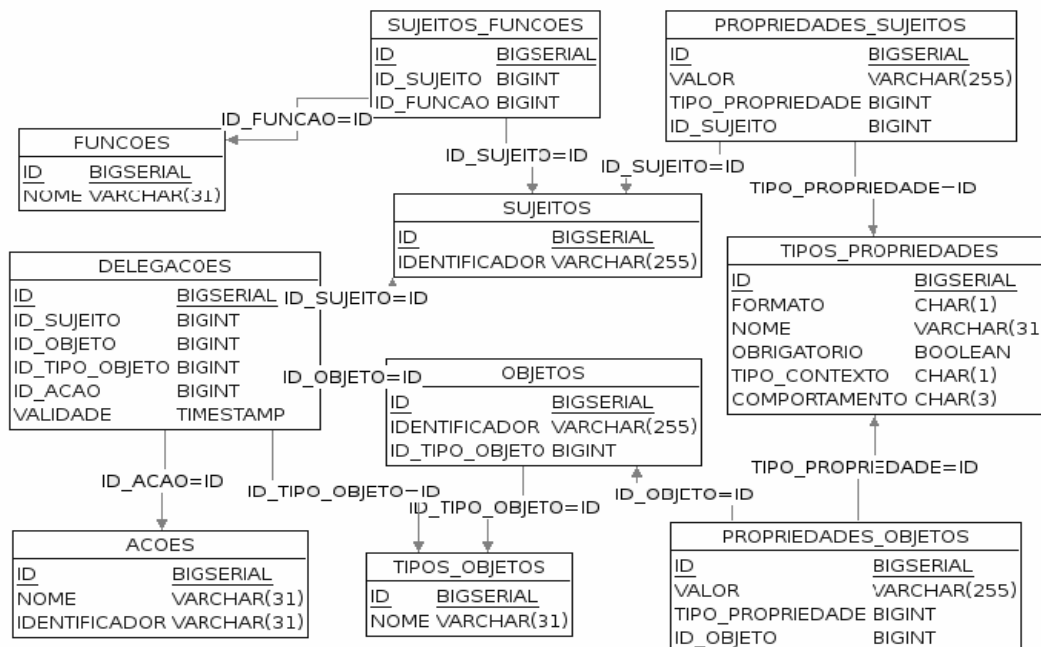 SUJEITOS_FUNCOES
ID BIGSERIAL
ID_SUJEITO BIGINT
ID_FUNCAO BIGINT
PROPRIEDADES_SUJEITOS
ID BIGSERIAL
VALOR VARCHAR(255)
TIPO_PROPRIEDADE BIGINT
ID_SUJEITO BIGINT
ID_FUNCAO=ID
FUNCOES
ID BIGSERIAL
NOME VARCHAR(31)
ID_SUJEITO=ID
ID_SUJEITO=ID
TIPO_PROPRIEDADE=ID
SUJEITOS
ID BIGSERIAL
IDENTIFICADOR VARCHAR(255)
TIPOS_PROPRIEDADES
ID BIGSERIAL
FORMATO CHAR(1)
NOME VARCHAR(31
OBRIGATORIO BOOLEAN
TIPO_CONTEXTO CHAR(1)
COMPORTAMENTO CHAR(3)
DELEGACOES
ID BIGSERIAL
ID_SUJEITO BIGINT
ID_OBJETO BIGINT
ID_TIPO_OBJETO BIGINT
ID_ACAO BIGINT
VALIDADE TIMESTAMP
ID_SUJEITO=ID
ID_OBJETO=ID
OBJETOS
ID BIGSERIAL
IDENTIFICADOR VARCHAR(255)
ID_TIPO_OBJETO BIGINT
ID_ACAO=ID
ID_TIPO_OBJETO=ID
ID_TIPO_OBJETO=ID
ID_OBJETO=ID
TIPO_PROPRIEDADE=ID
ACOES
ID BIGSERIAL
NOME VARCHAR(31)
IDENTIFICADOR VARCHAR(31)
TIPOS_OBJETOS
ID BIGSERIAL
NOME VARCHAR(31)
PROPRIEDADES_OBJETOS
ID BIGSERIAL
VALOR VARCHAR(255)
TIPO_PROPRIEDADE BIGINT
ID_OBJETO BIGINT